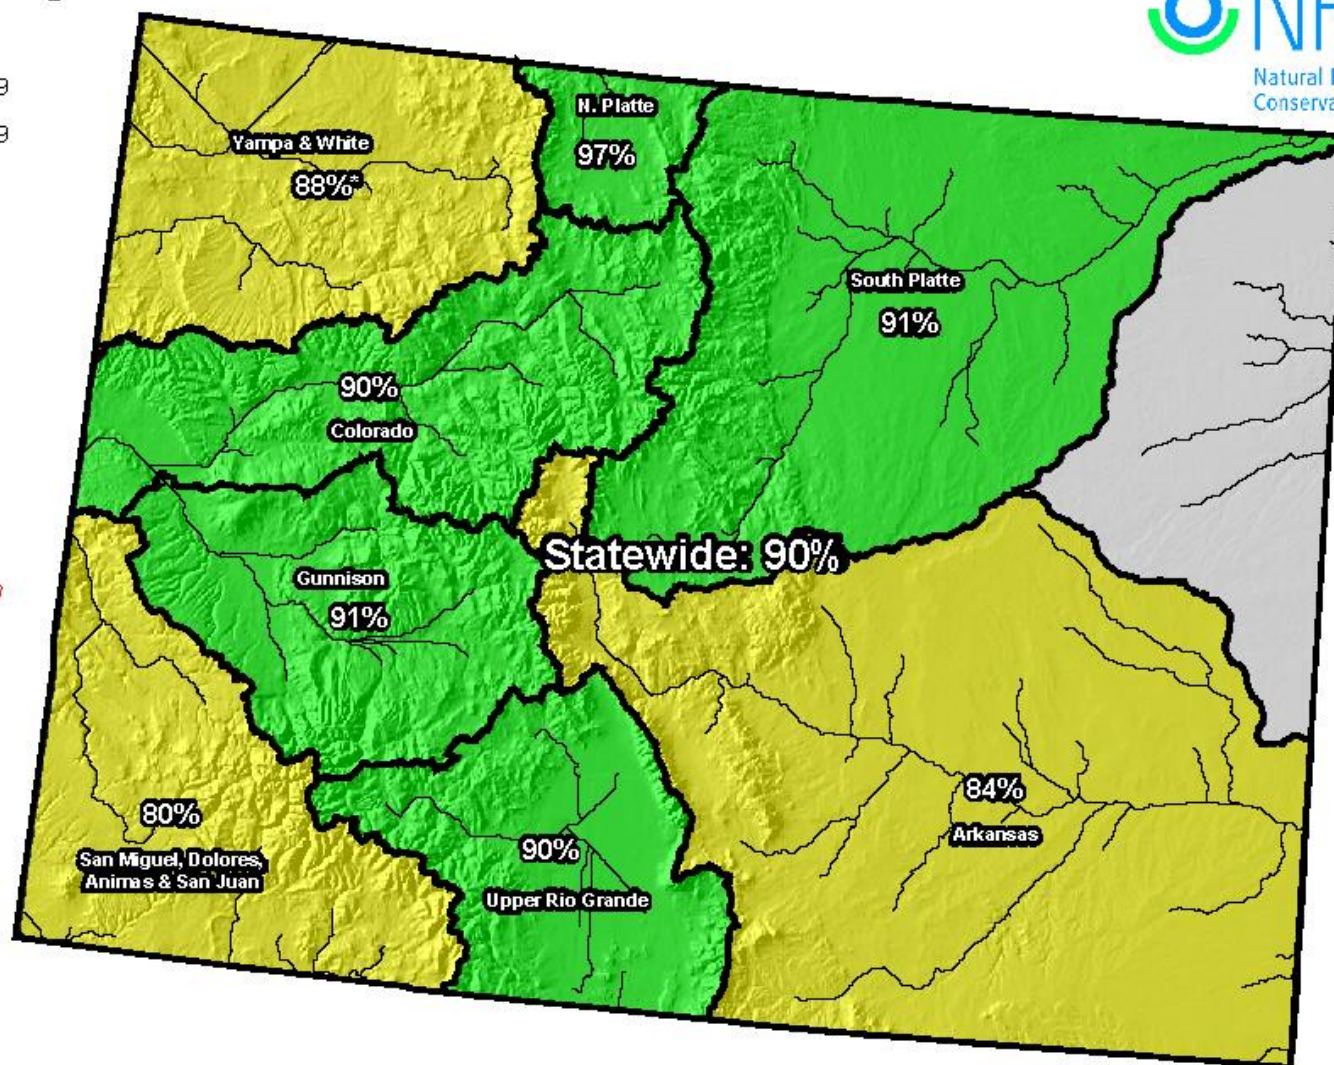 Natural
Conserva
N. Platte
97%
Yampa & White
88%*
South Platte
91%
90%
Colorado
Statewide: 90%
Gunnison
91%
80%
San Miguel, Dolores,
Animas & San Juan
90%
Upper Rio Grande
84%
Arkansas